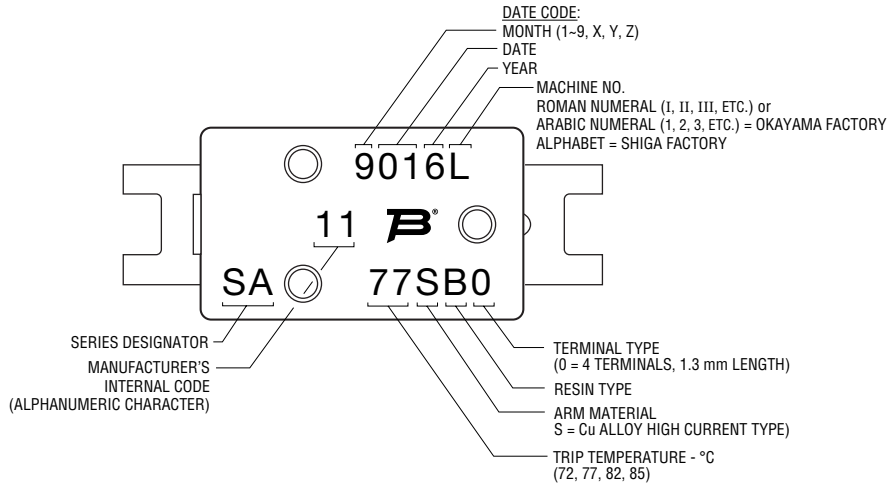 DATE CODE:
MONTH (1~9, X, Y, Z)
DATE
YEAR
MACHINE NO.
ROMAN NUMERAL (I, II, III, ETC.) or
ARABIC NUMERAL (1, 2, 3, ETC.) = OKAYAMA FACTORY
ALPHABET = SHIGA FACTORY
9016L
11 B®
SA 77SB0
SERIES DESIGNATOR
MANUFACTURER'S
INTERNAL CODE
(ALPHANUMERIC CHARACTER)
TERMINAL TYPE
(0 = 4 TERMINALS, 1.3 mm LENGTH)
RESIN TYPE
ARM MATERIAL
S = Cu ALLOY HIGH CURRENT TYPE)
TRIP TEMPERATURE - °C
(72, 77, 82, 85)